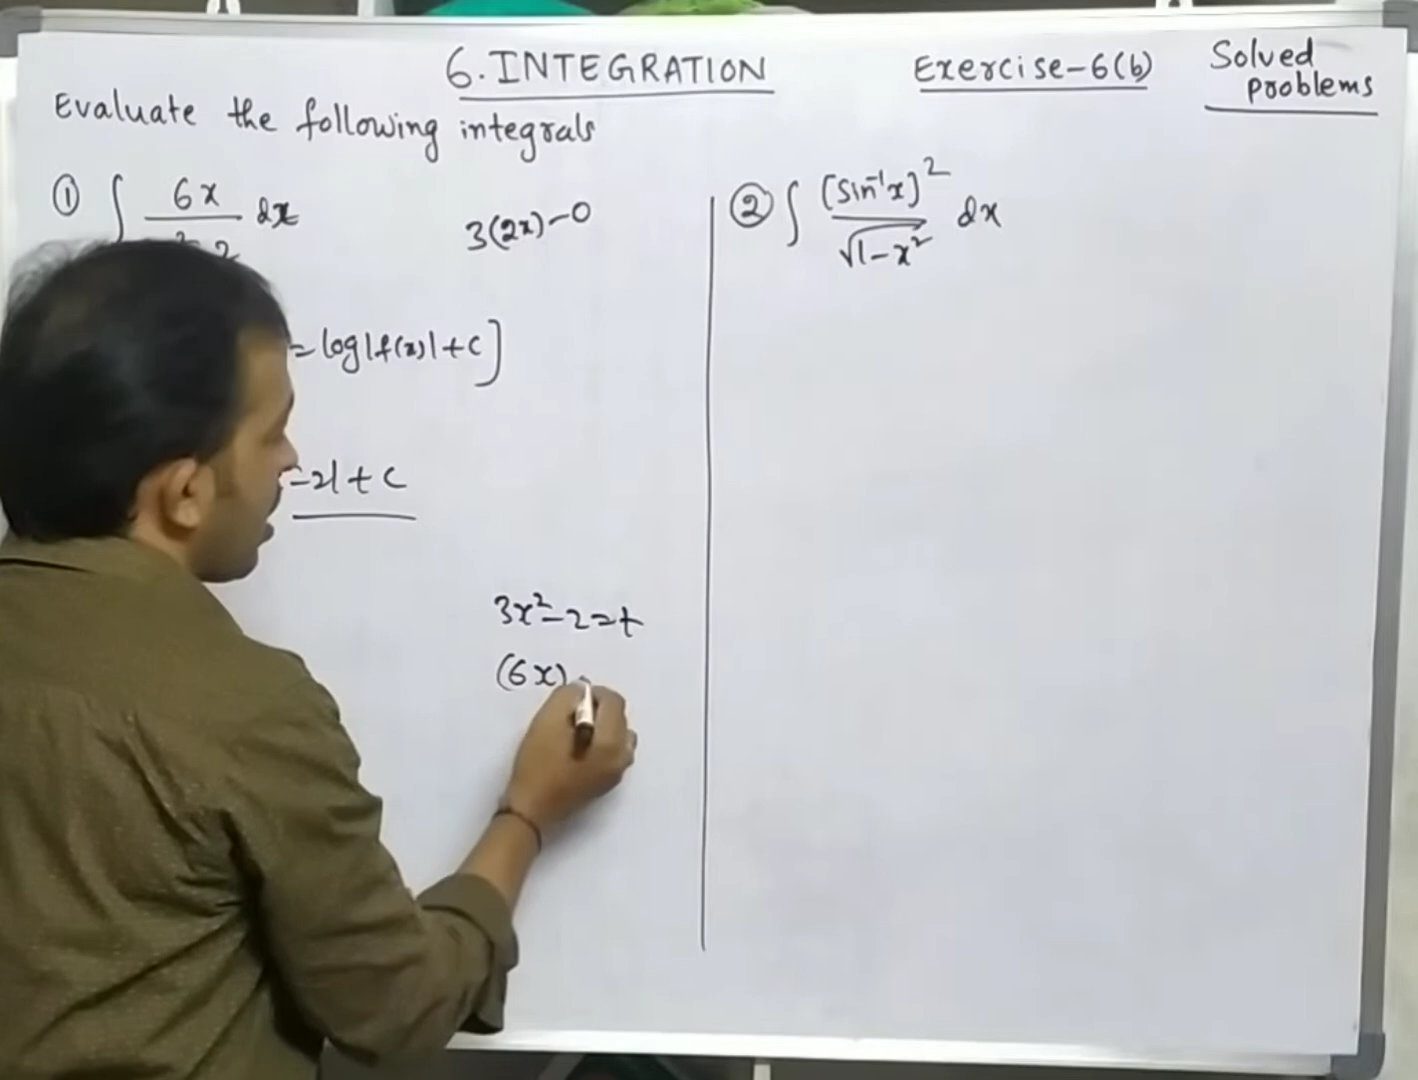 6. INTEGRATION
Exercise-6(b)
Solved problems
Evaluate the following integrals
① ∫ 6x dx
3(2x)-0
= log|f(x)|+c]
-2|+c
3x²-2=t
(6x)
② ∫ (Sin⁻¹x)² / √1-x² dx